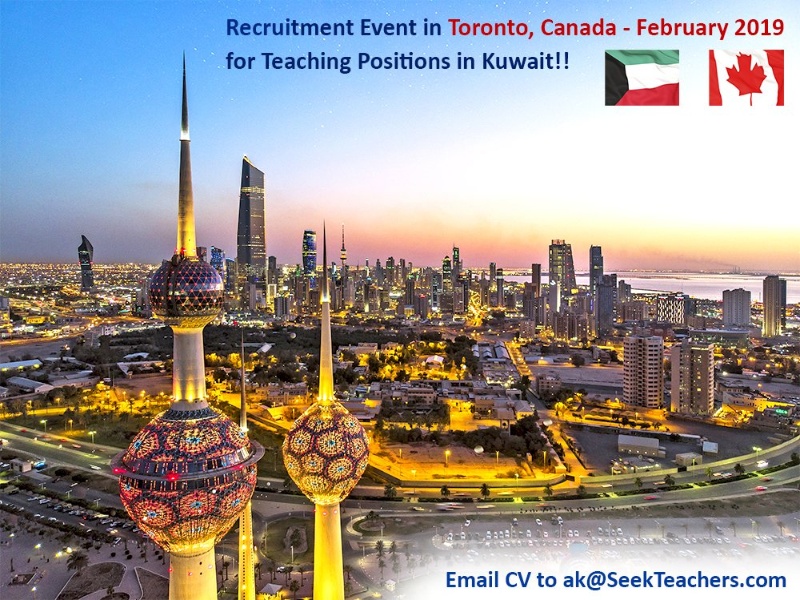 Recruitment Event in Toronto, Canada - February 2019
for Teaching Positions in Kuwait!!
Email CV to ak@SeekTeachers.com